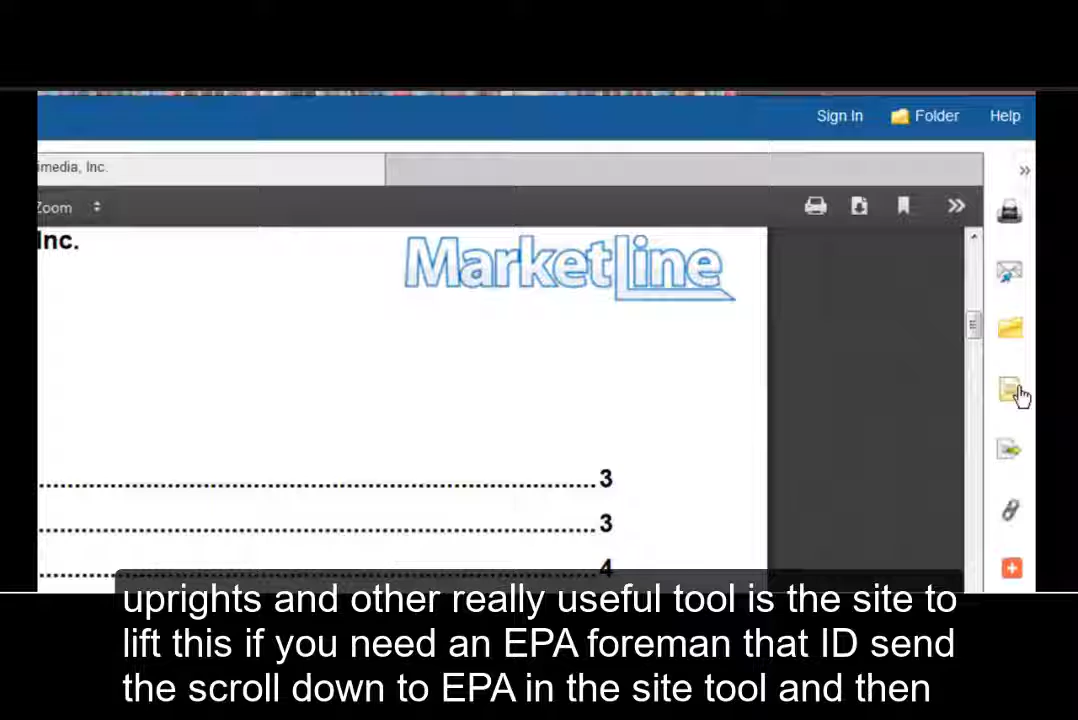 Sign In Folder Help
imedia, Inc.
Zoom
Inc.
MarketLine
3
3
4
uprights and other really useful tool is the site to
lift this if you need an EPA foreman that ID send
the scroll down to EPA in the site tool and then